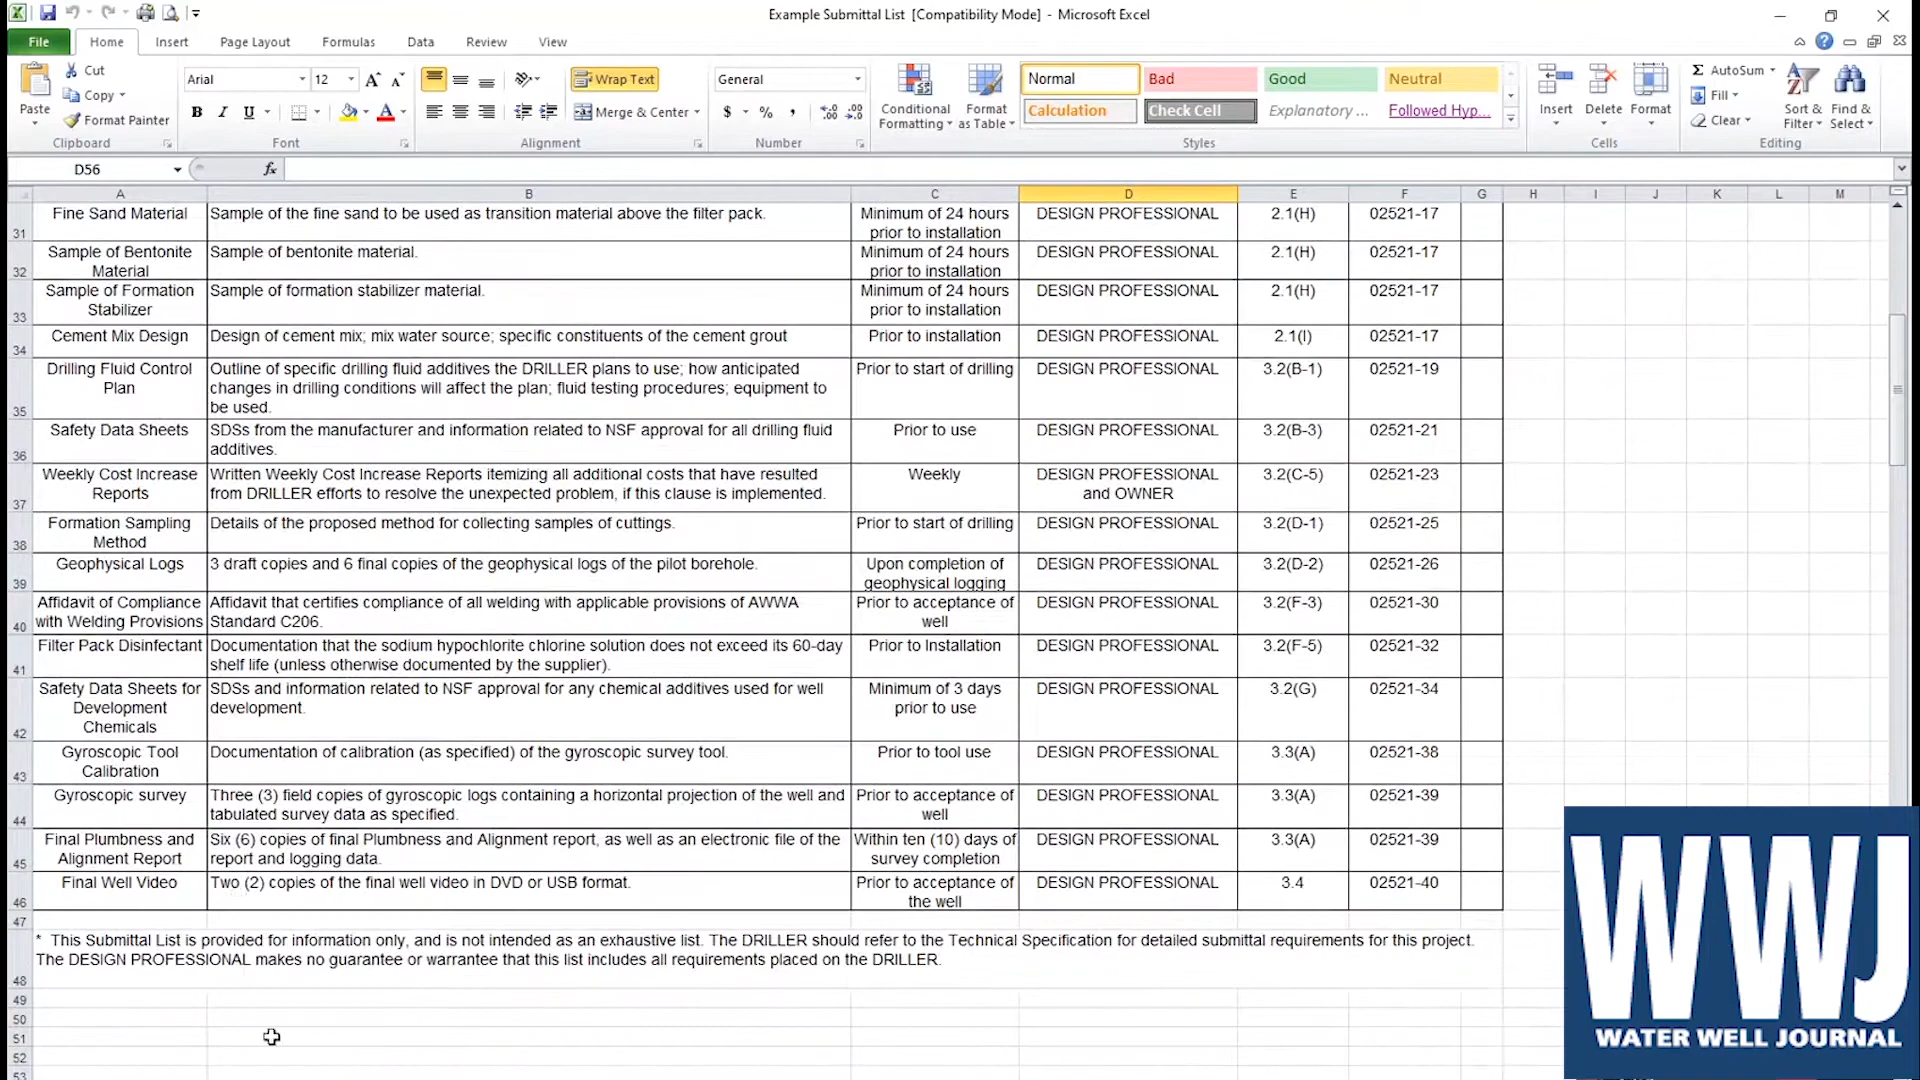 Example Submittal List [Compatibility Mode] - Microsoft Excel
File Home Insert Page Layout Formulas Data Review View
Paste Cut Copy Format Painter Clipboard
Arial 12 A A B I U A Font
Wrap Text Merge & Center Alignment
General $ % , Number
Conditional Formatting Format as Table
Normal Bad Good Neutral
Calculation Check Cell Explanatory ... Followed Hyp...
Styles
Insert Delete Format Cells
Σ AutoSum Fill Clear Sort & Filter Find & Select Editing
D56 fx
A B C D E F G H I J K L M
31 Fine Sand Material Sample of the fine sand to be used as transition material above the filter pack. Minimum of 24 hours prior to installation DESIGN PROFESSIONAL 2.1(H) 02521-17
32 Sample of Bentonite Material Sample of bentonite material. Minimum of 24 hours prior to installation DESIGN PROFESSIONAL 2.1(H) 02521-17
33 Sample of Formation Stabilizer Sample of formation stabilizer material. Minimum of 24 hours prior to installation DESIGN PROFESSIONAL 2.1(H) 02521-17
34 Cement Mix Design Design of cement mix; mix water source; specific constituents of the cement grout Prior to installation DESIGN PROFESSIONAL 2.1(I) 02521-17
35 Drilling Fluid Control Plan Outline of specific drilling fluid additives the DRILLER plans to use; how anticipated changes in drilling conditions will affect the plan; fluid testing procedures; equipment to be used. Prior to start of drilling DESIGN PROFESSIONAL 3.2(B-1) 02521-19
36 Safety Data Sheets SDSs from the manufacturer and information related to NSF approval for all drilling fluid additives. Prior to use DESIGN PROFESSIONAL 3.2(B-3) 02521-21
37 Weekly Cost Increase Reports Written Weekly Cost Increase Reports itemizing all additional costs that have resulted from DRILLER efforts to resolve the unexpected problem, if this clause is implemented. Weekly DESIGN PROFESSIONAL and OWNER 3.2(C-5) 02521-23
38 Formation Sampling Method Details of the proposed method for collecting samples of cuttings. Prior to start of drilling DESIGN PROFESSIONAL 3.2(D-1) 02521-25
39 Geophysical Logs 3 draft copies and 6 final copies of the geophysical logs of the pilot borehole. Upon completion of geophysical logging DESIGN PROFESSIONAL 3.2(D-2) 02521-26
40 Affidavit of Compliance with Welding Provisions Affidavit that certifies compliance of all welding with applicable provisions of AWWA Standard C206. Prior to acceptance of well DESIGN PROFESSIONAL 3.2(F-3) 02521-30
41 Filter Pack Disinfectant Documentation that the sodium hypochlorite chlorine solution does not exceed its 60-day shelf life (unless otherwise documented by the supplier). Prior to Installation DESIGN PROFESSIONAL 3.2(F-5) 02521-32
42 Safety Data Sheets for Development Chemicals SDSs and information related to NSF approval for any chemical additives used for well development. Minimum of 3 days prior to use DESIGN PROFESSIONAL 3.2(G) 02521-34
43 Gyroscopic Tool Calibration Documentation of calibration (as specified) of the gyroscopic survey tool. Prior to tool use DESIGN PROFESSIONAL 3.3(A) 02521-38
44 Gyroscopic survey Three (3) field copies of gyroscopic logs containing a horizontal projection of the well and tabulated survey data as specified. Prior to acceptance of well DESIGN PROFESSIONAL 3.3(A) 02521-39
45 Final Plumbness and Alignment Report Six (6) copies of final Plumbness and Alignment report, as well as an electronic file of the report and logging data. Within ten (10) days of survey completion DESIGN PROFESSIONAL 3.3(A) 02521-39
46 Final Well Video Two (2) copies of the final well video in DVD or USB format. Prior to acceptance of the well DESIGN PROFESSIONAL 3.4 02521-40
47
48 * This Submittal List is provided for information only, and is not intended as an exhaustive list. The DRILLER should refer to the Technical Specification for detailed submittal requirements for this project.
The DESIGN PROFESSIONAL makes no guarantee or warrantee that this list includes all requirements placed on the DRILLER.
49
50
51
52
53
WWJ
WATER WELL JOURNAL